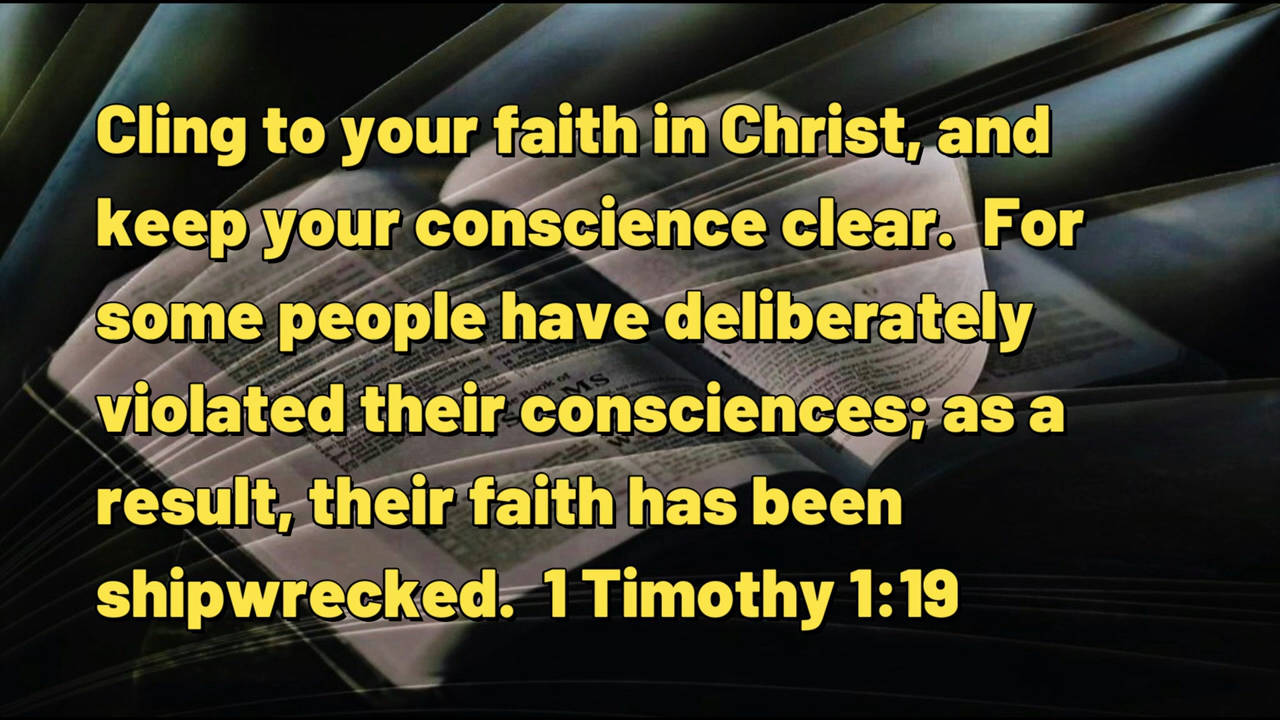 Cling to your faith in Christ, and
keep your conscience clear.  For
some people have deliberately
violated their consciences; as a
result, their faith has been
shipwrecked.  1 Timothy 1:19